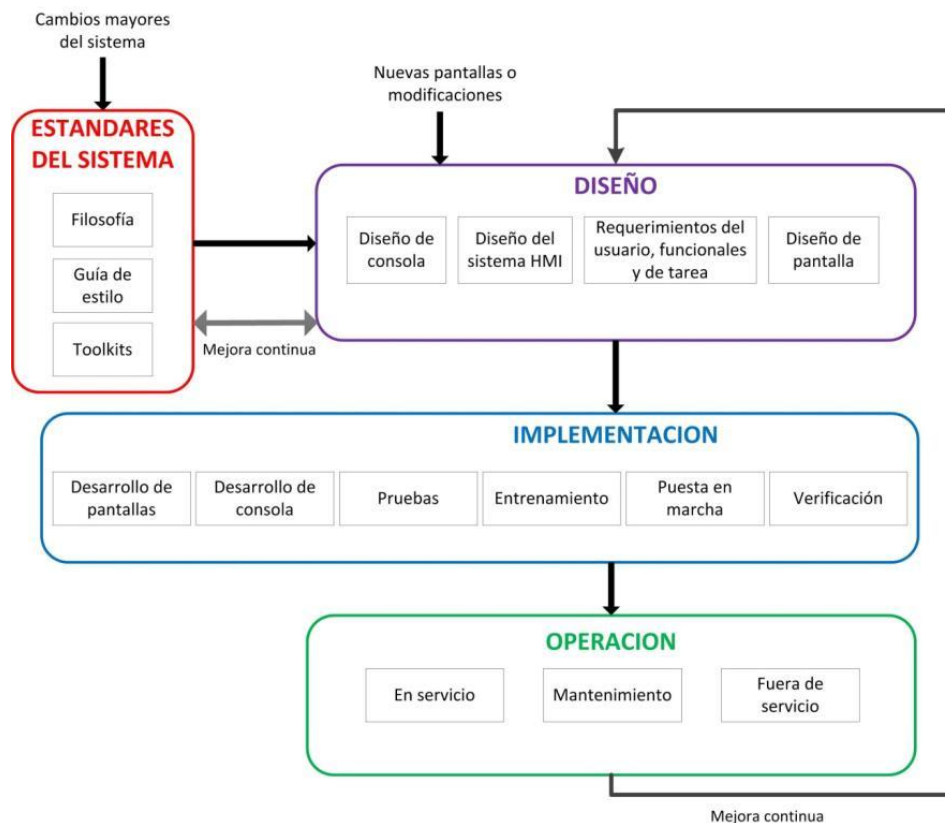 Cambios mayores
del sistema
Nuevas pantallas o
modificaciones
ESTANDARES
DEL SISTEMA
Filosofía
Guía de
estilo
Toolkits
Mejora continua
DISEÑO
Diseño de
consola
Diseño del
sistema HMI
Requerimientos del
usuario, funcionales
y de tarea
Diseño de
pantalla
IMPLEMENTACION
Desarrollo de
pantallas
Desarrollo de
consola
Pruebas
Entrenamiento
Puesta en
marcha
Verificación
OPERACION
En servicio
Mantenimiento
Fuera de
servicio
Mejora continua